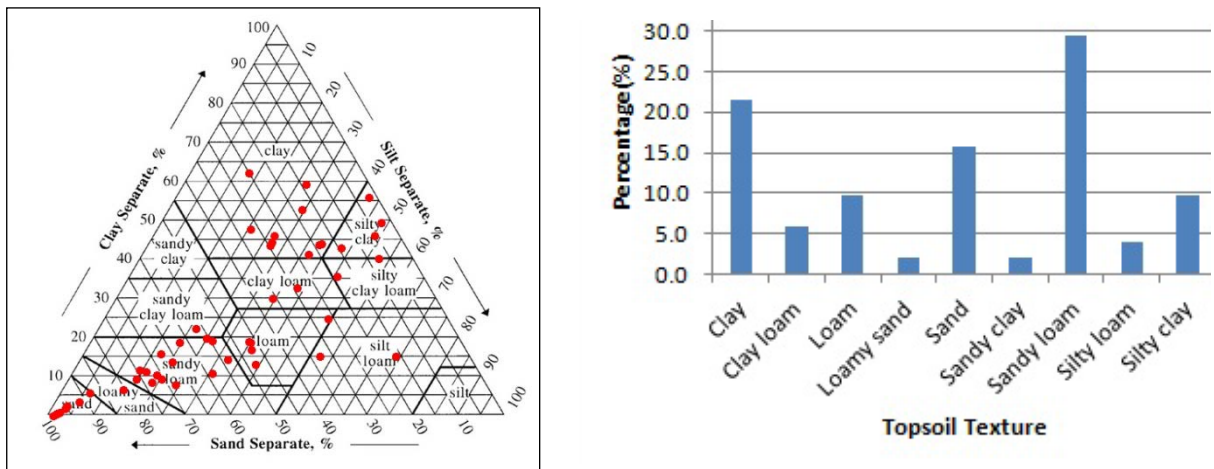 100
90
80
70
60
50
40
30
20
10
Clay Separate, %
10
20
30
40
50
60
70
80
90
100
Silt Separate, %
100
90
80
70
60
50
40
30
20
10
Sand Separate, %
clay
silty
clay
sandy
clay
clay loam
silty
clay loam
sandy
clay loam
loam
silt
loam
sandy
loam
loamy
sand
sand
silt
Percentage(%)
30.0
25.0
20.0
15.0
10.0
5.0
0.0
Clay
Clay loam
Loam
Loamy sand
Sand
Sandy clay
Sandy loam
Silty loam
Silty clay
Topsoil Texture